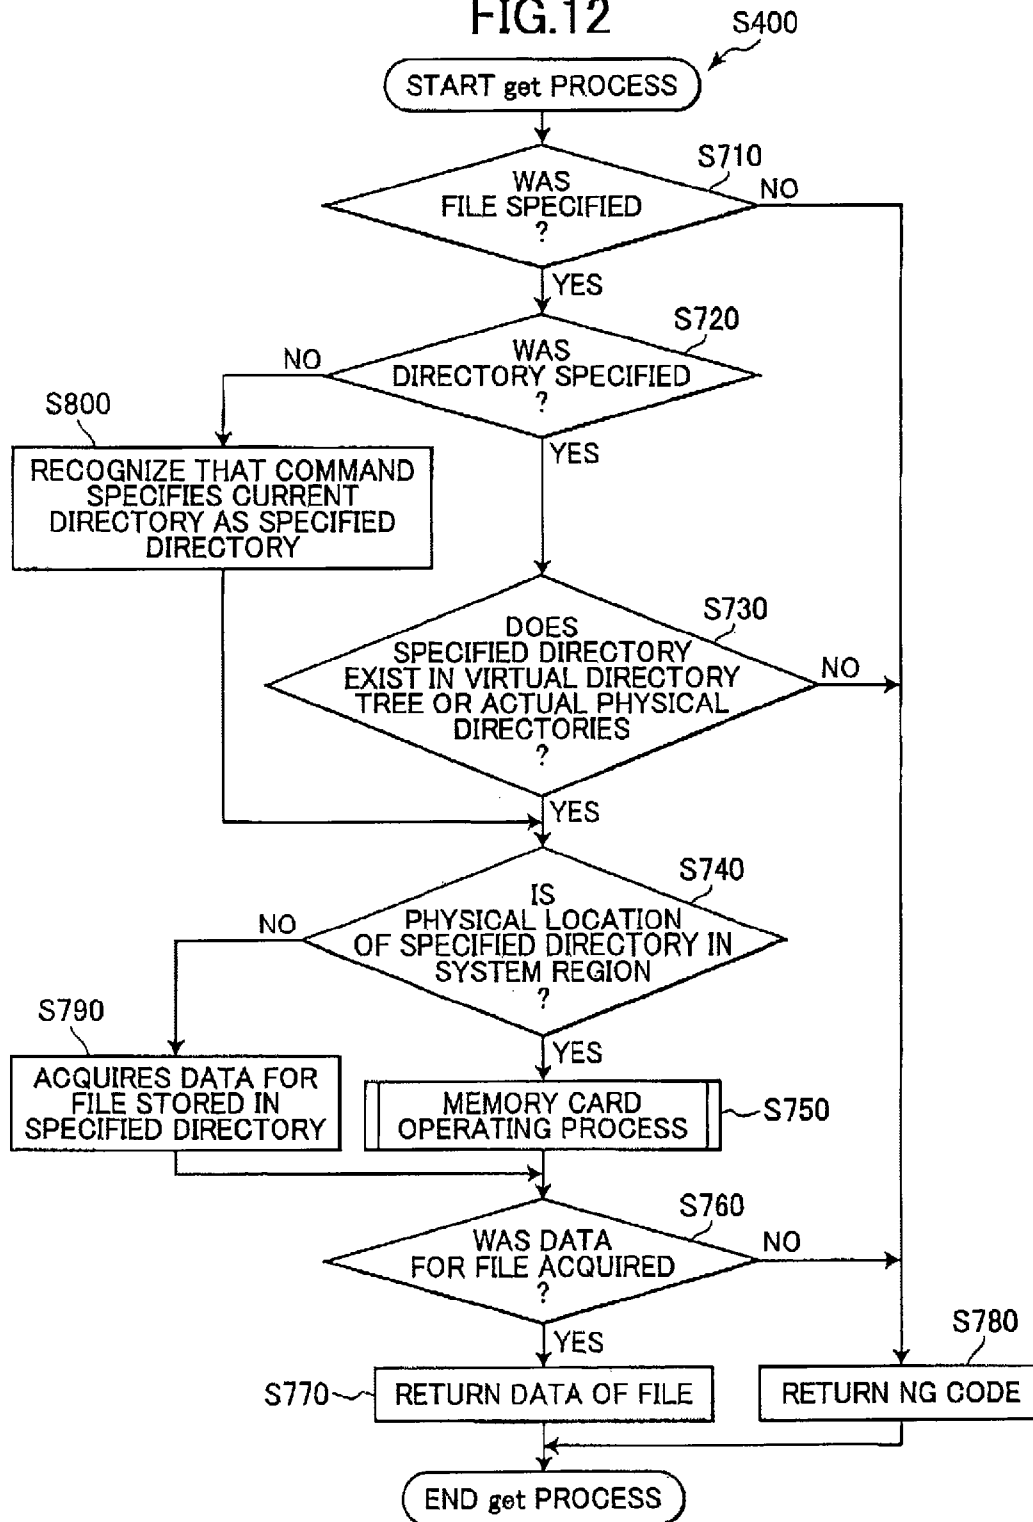 FIG.12
S400
START get PROCESS
S710
WAS
FILE SPECIFIED
?
NO
YES
S720
WAS
DIRECTORY SPECIFIED
?
NO
YES
S800
RECOGNIZE THAT COMMAND
SPECIFIES CURRENT
DIRECTORY AS SPECIFIED
DIRECTORY
S730
DOES
SPECIFIED DIRECTORY
EXIST IN VIRTUAL DIRECTORY
TREE OR ACTUAL PHYSICAL
DIRECTORIES
?
NO
YES
S740
IS
PHYSICAL LOCATION
OF SPECIFIED DIRECTORY IN
SYSTEM REGION
?
NO
YES
S790
ACQUIRES DATA FOR
FILE STORED IN
SPECIFIED DIRECTORY
MEMORY CARD
OPERATING PROCESS
S750
S760
WAS DATA
FOR FILE ACQUIRED
?
NO
YES
S770
RETURN DATA OF FILE
S780
RETURN NG CODE
END get PROCESS